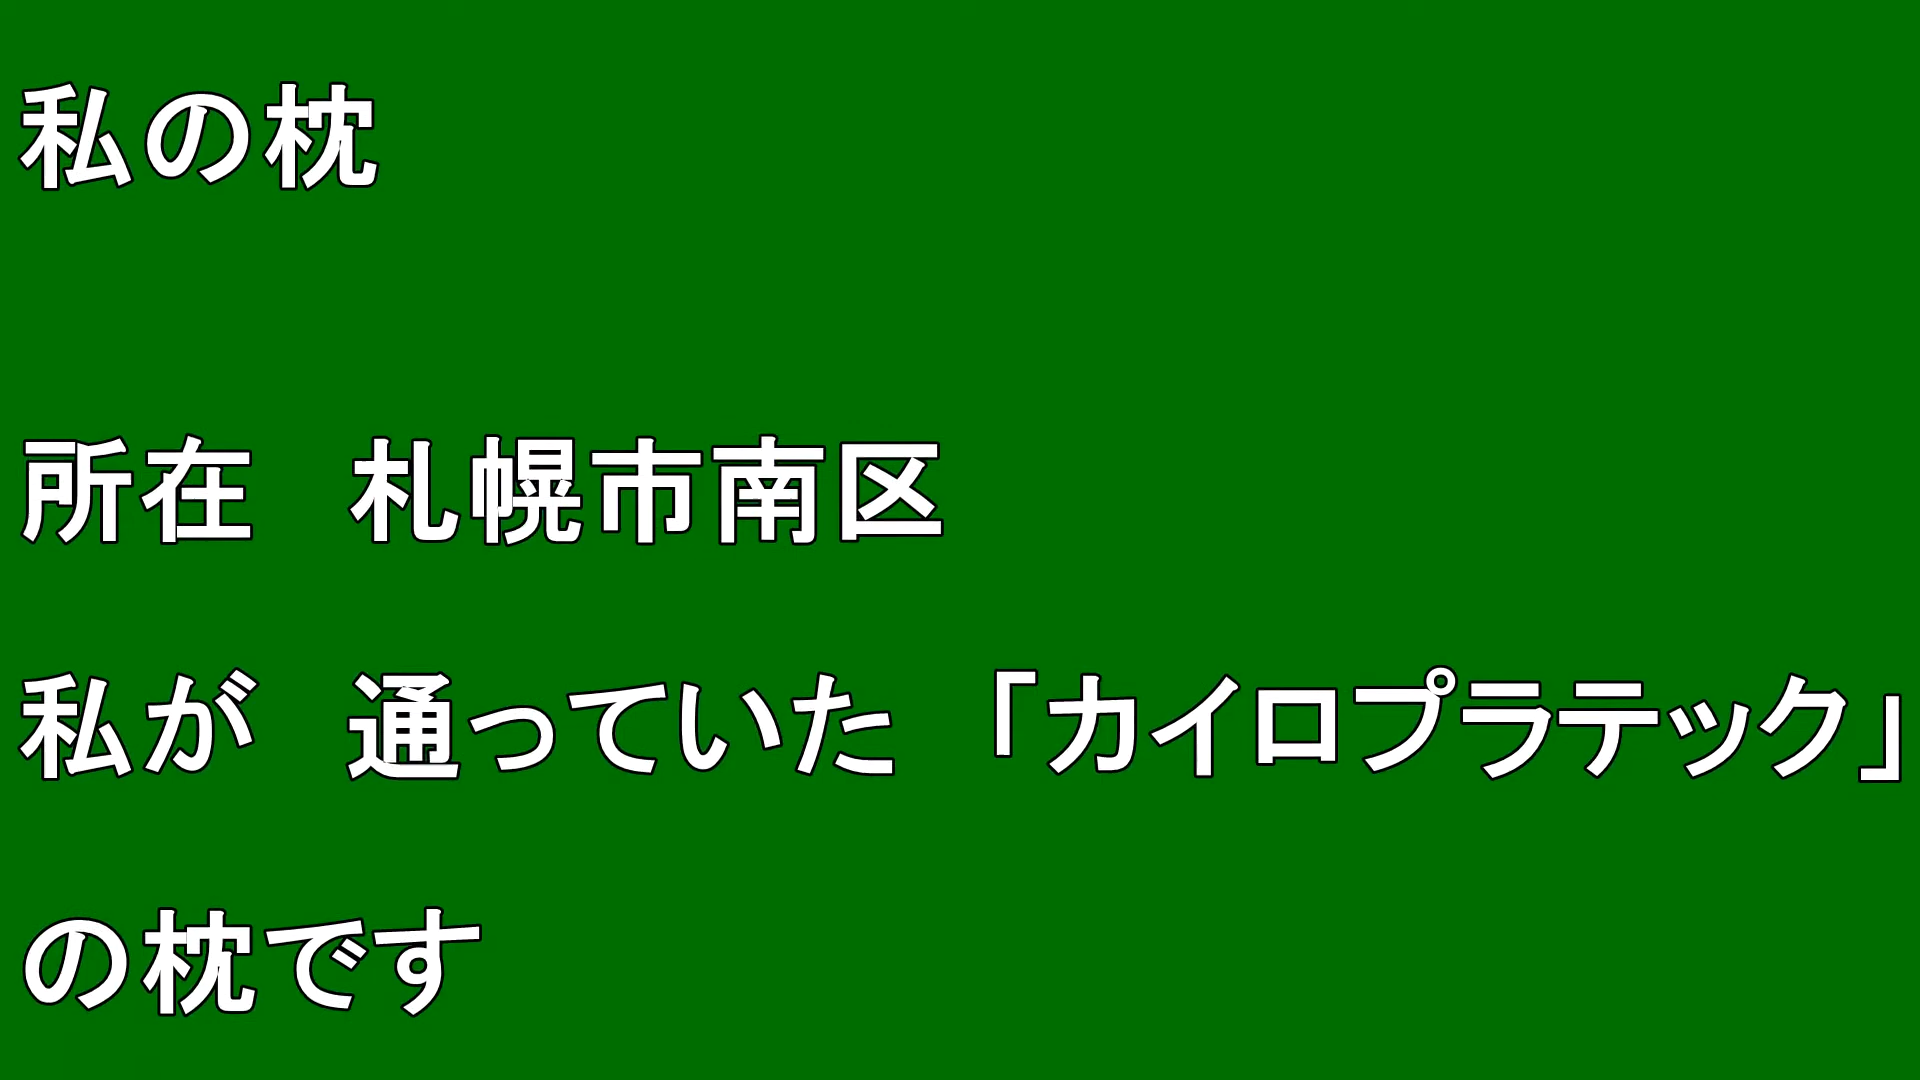 私の枕
所在　札幌市南区
私が　通っていた　「カイロプラテック」
の枕です